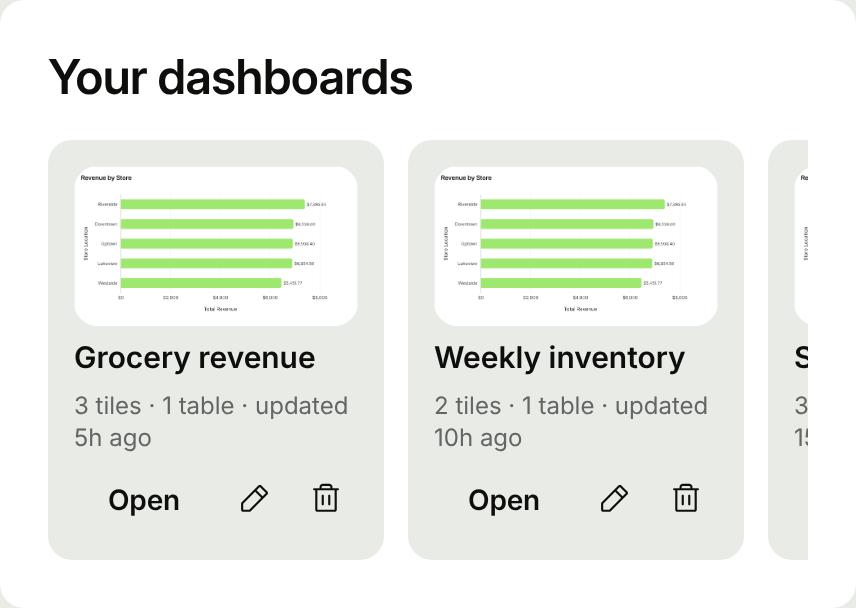 Your dashboards
Revenue by Store
Riverside
Downtown
Uptown
Lakeview
Westside
Store Location
$0
$2,000
$4,000
$6,000
$8,000
Total Revenue
Grocery revenue
3 tiles · 1 table · updated
5h ago
Open
Revenue by Store
Riverside
Downtown
Uptown
Lakeview
Westside
Store Location
$0
$2,000
$4,000
$6,000
$8,000
Total Revenue
Weekly inventory
2 tiles · 1 table · updated
10h ago
Open